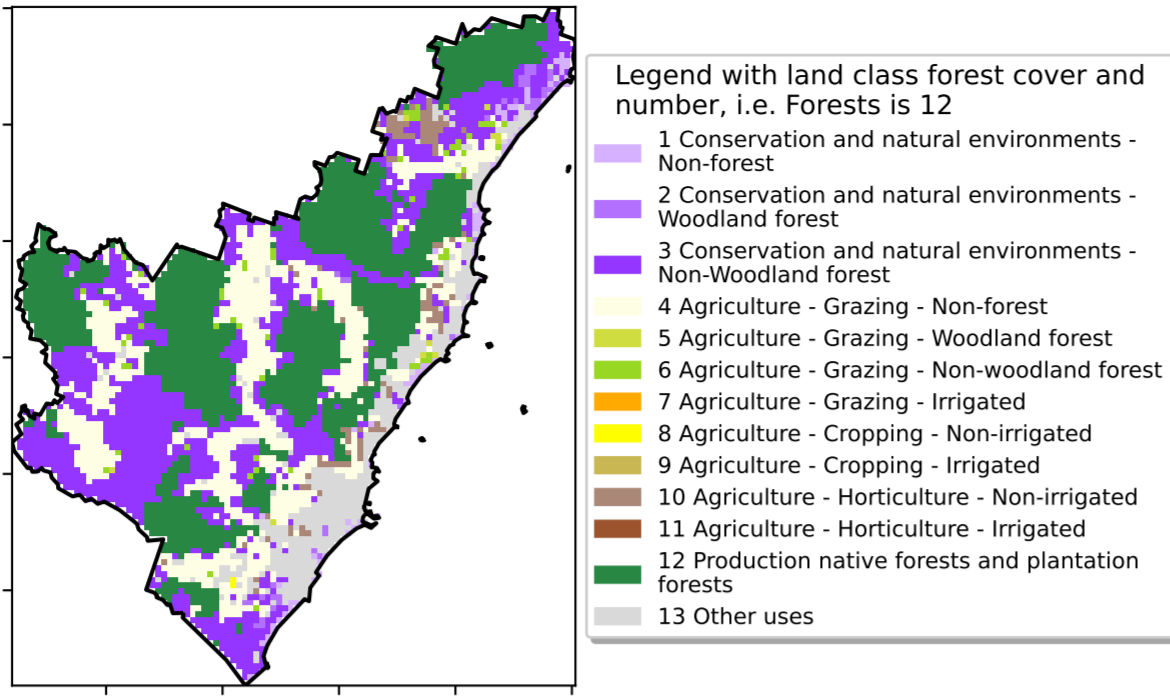 Legend with land class forest cover and
number, i.e. Forests is 12
1 Conservation and natural environments -
Non-forest
2 Conservation and natural environments -
Woodland forest
3 Conservation and natural environments -
Non-Woodland forest
4 Agriculture - Grazing - Non-forest
5 Agriculture - Grazing - Woodland forest
6 Agriculture - Grazing - Non-woodland forest
7 Agriculture - Grazing - Irrigated
8 Agriculture - Cropping - Non-irrigated
9 Agriculture - Cropping - Irrigated
10 Agriculture - Horticulture - Non-irrigated
11 Agriculture - Horticulture - Irrigated
12 Production native forests and plantation
forests
13 Other uses